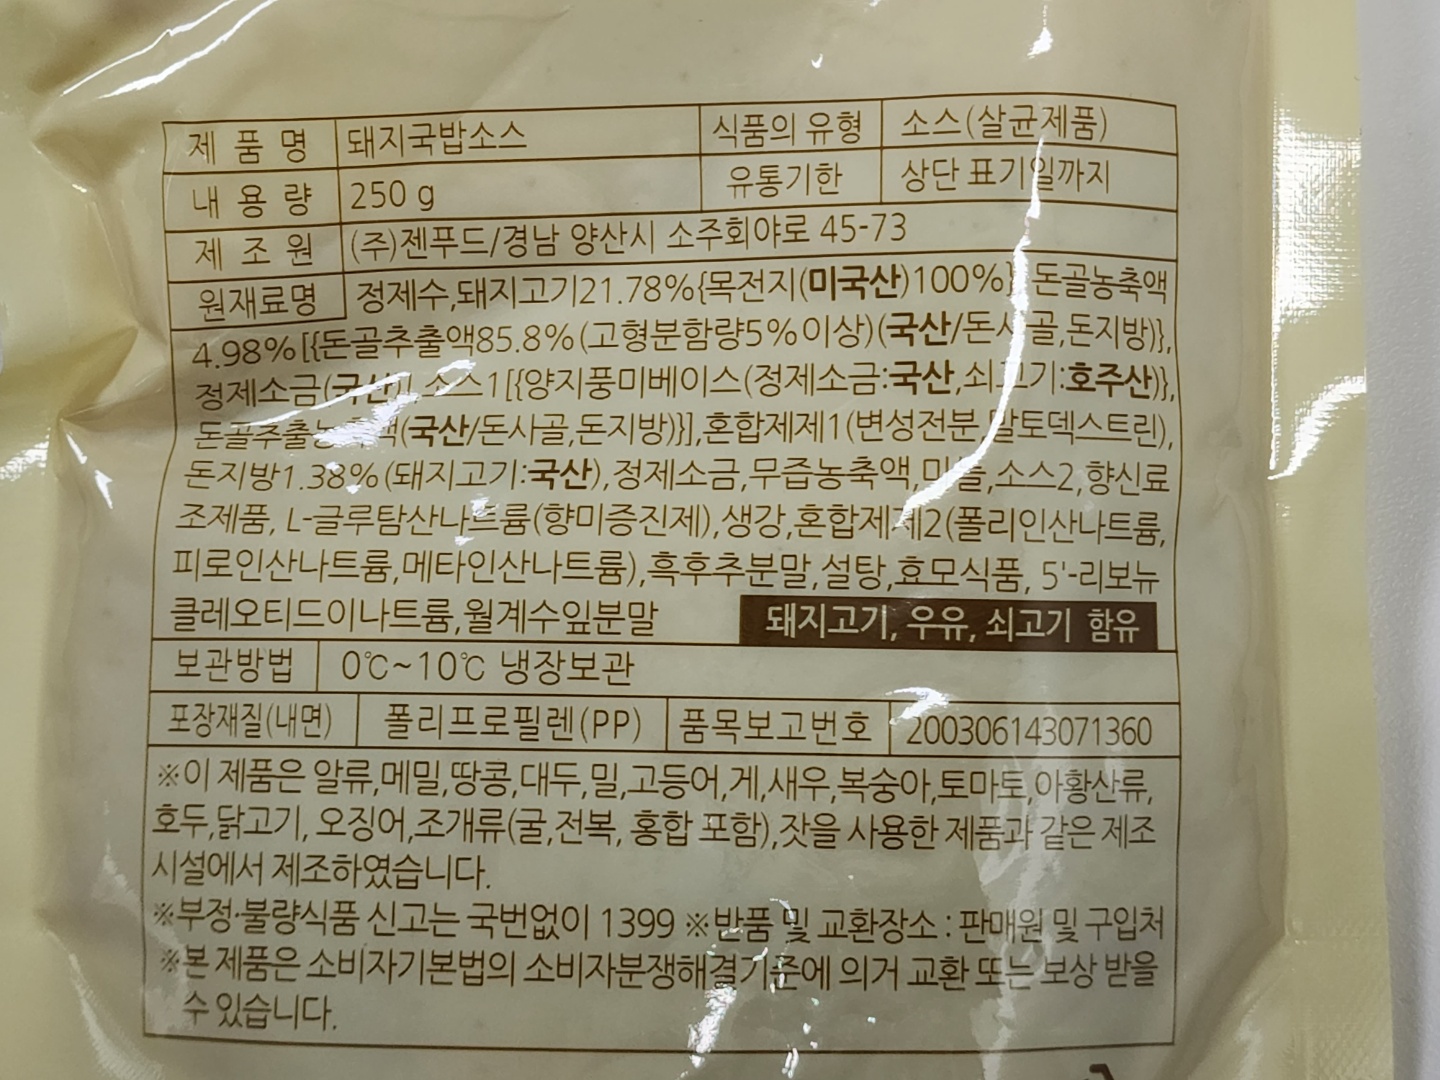 제 품 명 돼지국밥소스 식품의 유형 소스(살균제품)
내 용 량 250 g 유통기한 상단 표기일까지
제 조 원 (주)젠푸드/경남 양산시 소주회야로 45-73
원재료명 정제수,돼지고기21.78%{목전지(미국산)100%}, 돈골농축액
4.98%[{돈골추출액85.8%(고형분함량5%이상)(국산/돈사골,돈지방)},
정제소금(국산)], 소스1[{양지풍미베이스(정제소금:국산,쇠고기:호주산)},
돈골추출농축액(국산/돈사골,돈지방)}],혼합제제1(변성전분,말토덱스트린),
돈지방1.38%(돼지고기:국산),정제소금,무즙농축액,마늘,소스2,향신료
조제품, L-글루탐산나트륨(향미증진제),생강,혼합제제2(폴리인산나트륨,
피로인산나트륨,메타인산나트륨),흑후추분말,설탕,효모식품, 5'-리보뉴
클레오티드이나트륨,월계수잎분말 돼지고기, 우유, 쇠고기 함유
보관방법 0℃~10℃ 냉장보관
포장재질(내면) 폴리프로필렌(PP) 품목보고번호 200306143071360
※이 제품은 알류,메밀,땅콩,대두,밀,고등어,게,새우,복숭아,토마토,아황산류,
호두,닭고기, 오징어,조개류(굴,전복, 홍합 포함),잣을 사용한 제품과 같은 제조
시설에서 제조하였습니다.
※부정·불량식품 신고는 국번없이 1399 ※반품 및 교환장소 : 판매원 및 구입처
※본 제품은 소비자기본법의 소비자분쟁해결기준에 의거 교환 또는 보상 받을
수 있습니다.